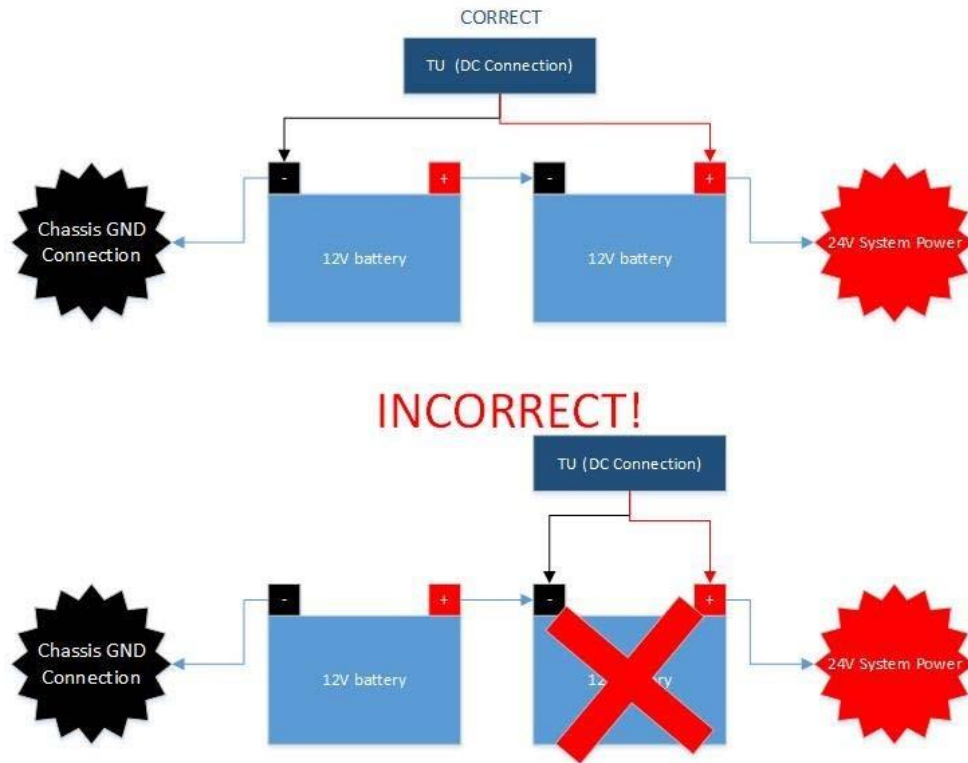 CORRECT
TU (DC Connection)
- + - +
Chassis GND
Connection
12V battery
12V battery
24V System Power
INCORRECT!
TU (DC Connection)
- + - +
Chassis GND
Connection
12V battery
24V System Power